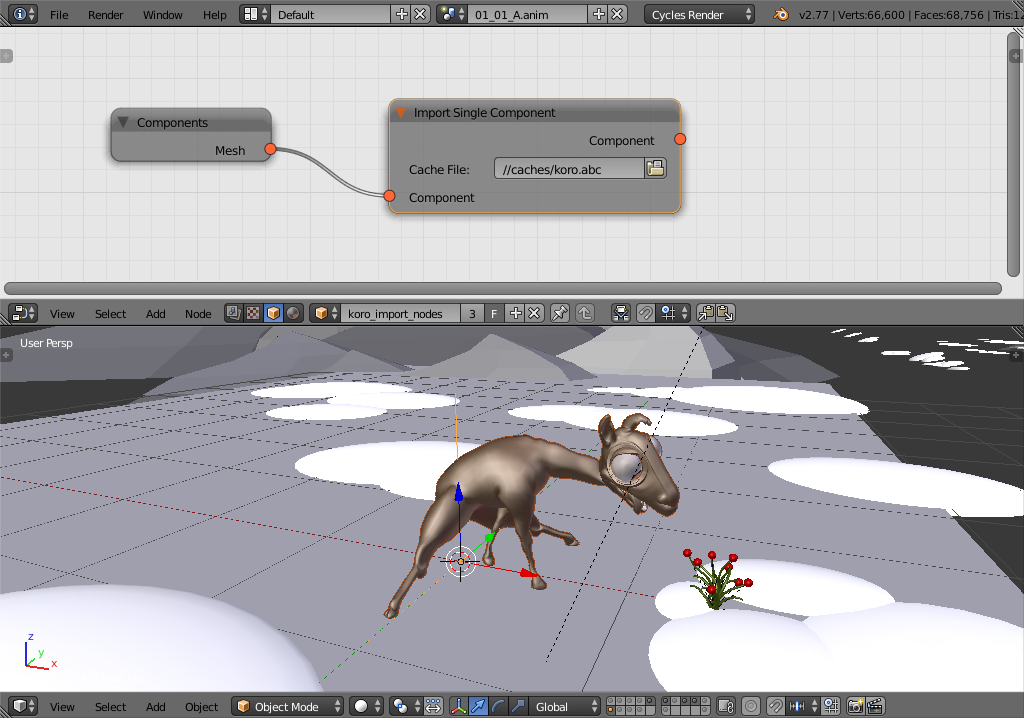 File Render Window Help Default 01_01_A.anim Cycles Render v2.77 | Verts:66,600 | Faces:68,756 | Tris:1
Components
Mesh
Import Single Component
Component
Cache File: //caches/koro.abc
Component
View Select Add Node koro_import_nodes 3 F
User Persp
z
y
x
View Select Add Object Object Mode Global